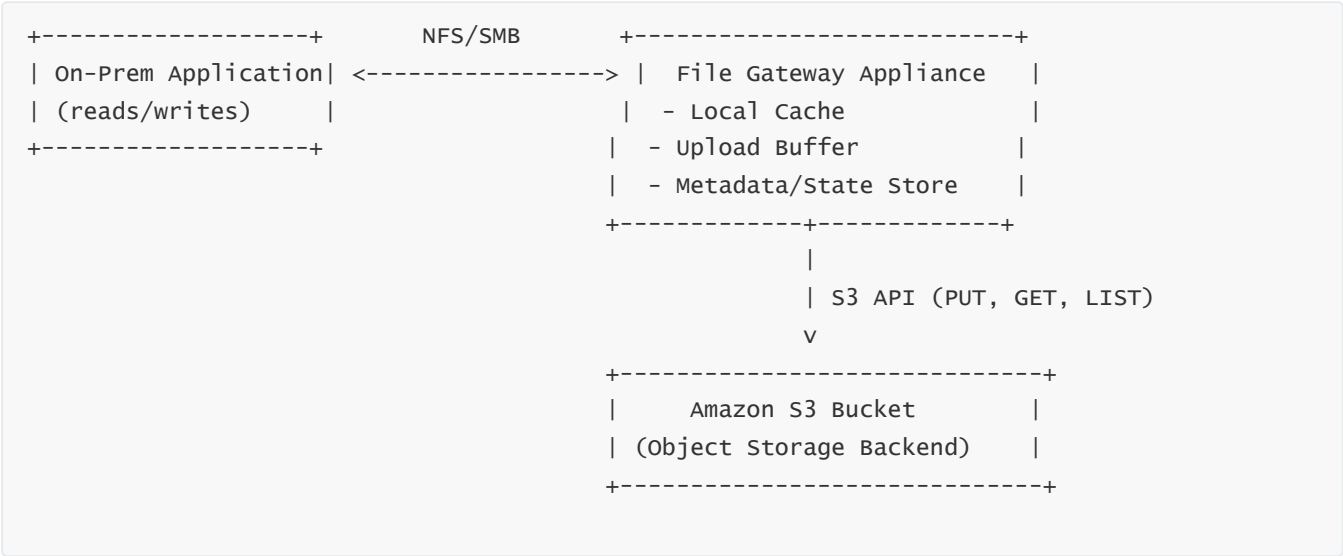 +-------------------+      NFS/SMB       +---------------------------+
| On-Prem Application| <-----------------> |  File Gateway Appliance   |
| (reads/writes)     |                    |  - Local Cache             |
+-------------------+                    |  - Upload Buffer          |
                                         |  - Metadata/State Store    |
                                         +-------------+-------------+
                                                       |
                                                       | S3 API (PUT, GET, LIST)
                                                       v
                                         +------------------------------+
                                         |     Amazon S3 Bucket          |
                                         | (Object Storage Backend)    |
                                         +------------------------------+